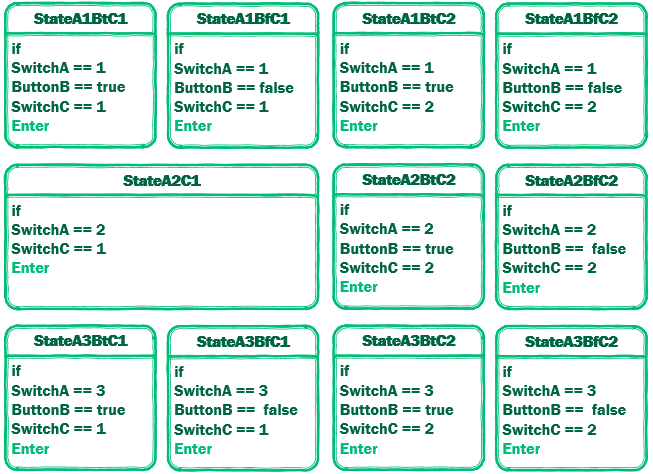 StateA1BtC1
if
SwitchA == 1
ButtonB == true
SwitchC == 1
Enter
StateA1BfC1
if
SwitchA == 1
ButtonB == false
SwitchC == 1
Enter
StateA1BtC2
if
SwitchA == 1
ButtonB == true
SwitchC == 2
Enter
StateA1BfC2
if
SwitchA == 1
ButtonB == false
SwitchC == 2
Enter
StateA2C1
if
SwitchA == 2
SwitchC == 1
Enter
StateA2BtC2
if
SwitchA == 2
ButtonB == true
SwitchC == 2
Enter
StateA2BfC2
if
SwitchA == 2
ButtonB == false
SwitchC == 2
Enter
StateA3BtC1
if
SwitchA == 3
ButtonB == true
SwitchC == 1
Enter
StateA3BfC1
if
SwitchA == 3
ButtonB == false
SwitchC == 1
Enter
StateA3BtC2
if
SwitchA == 3
ButtonB == true
SwitchC == 2
Enter
StateA3BfC2
if
SwitchA == 3
ButtonB == false
SwitchC == 2
Enter